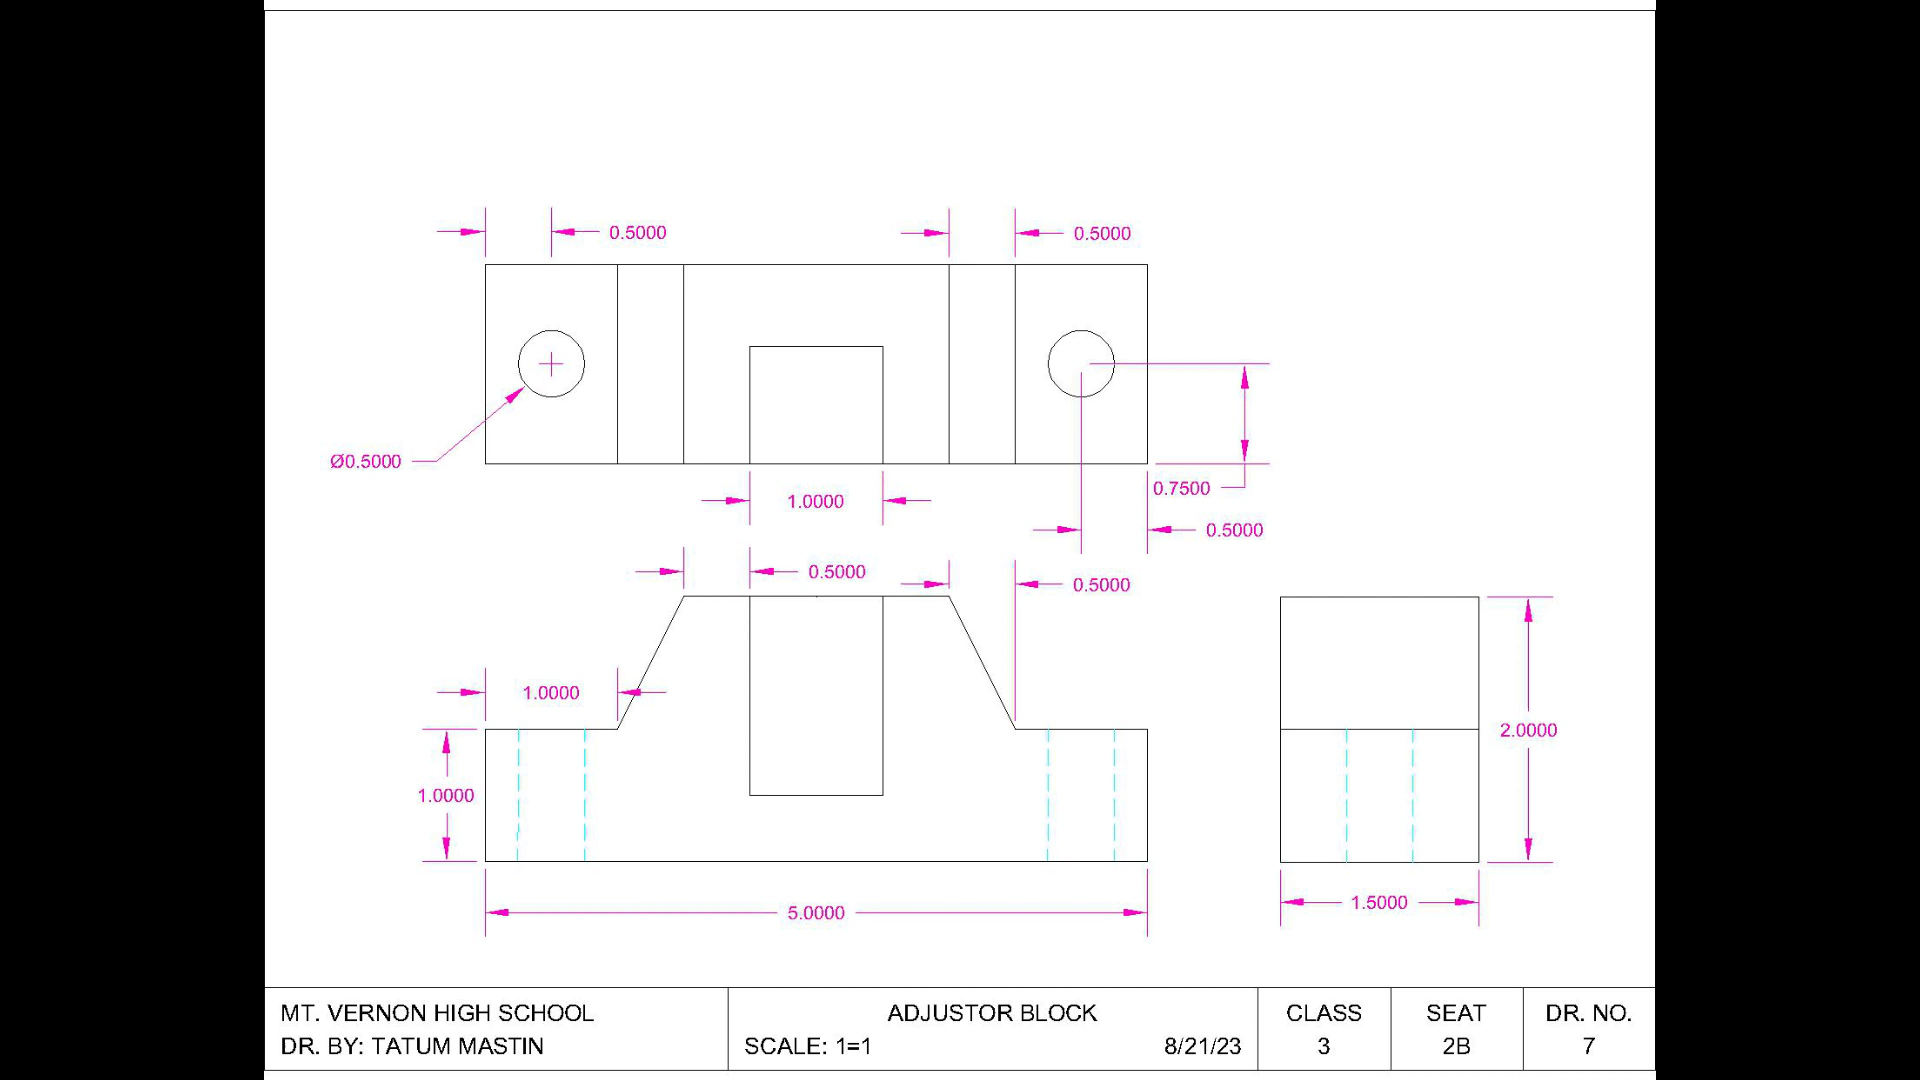 0.5000
0.5000
Ø0.5000
1.0000
0.7500
0.5000
0.5000
0.5000
1.0000
1.0000
2.0000
5.0000
1.5000
MT. VERNON HIGH SCHOOL
DR. BY: TATUM MASTIN
ADJUSTOR BLOCK
SCALE: 1=1 8/21/23
CLASS
3
SEAT
2B
DR. NO.
7